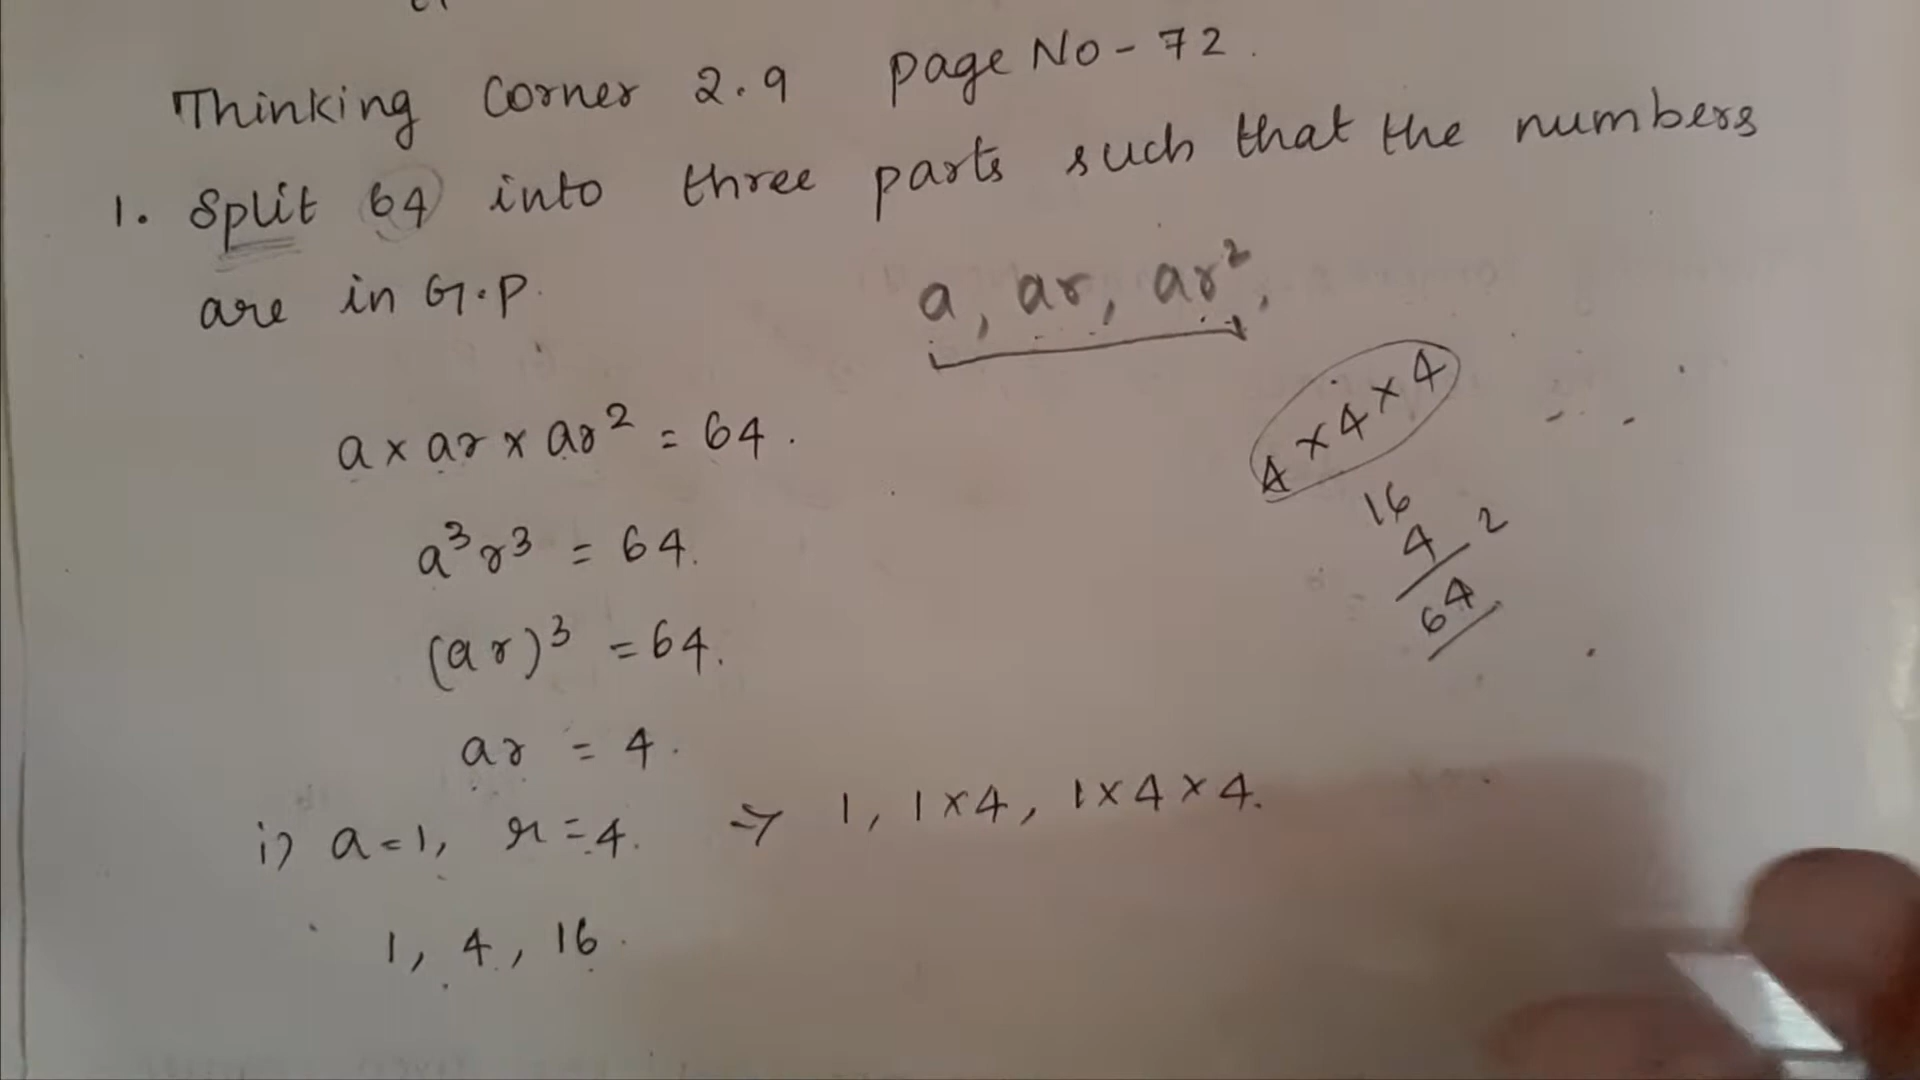 Thinking Corner 2.9 page No - 72.
1. Split 64 into three parts such that the numbers
are in G.P.
a, ar, ar²,
a × ar × ar² = 64.
4 × 4 × 4
a³r³ = 64.
16
4 2
64
(ar)³ = 64.
ar = 4.
i) a = 1, r = 4. ⇒ 1, 1×4, 1×4×4.
1, 4, 16.